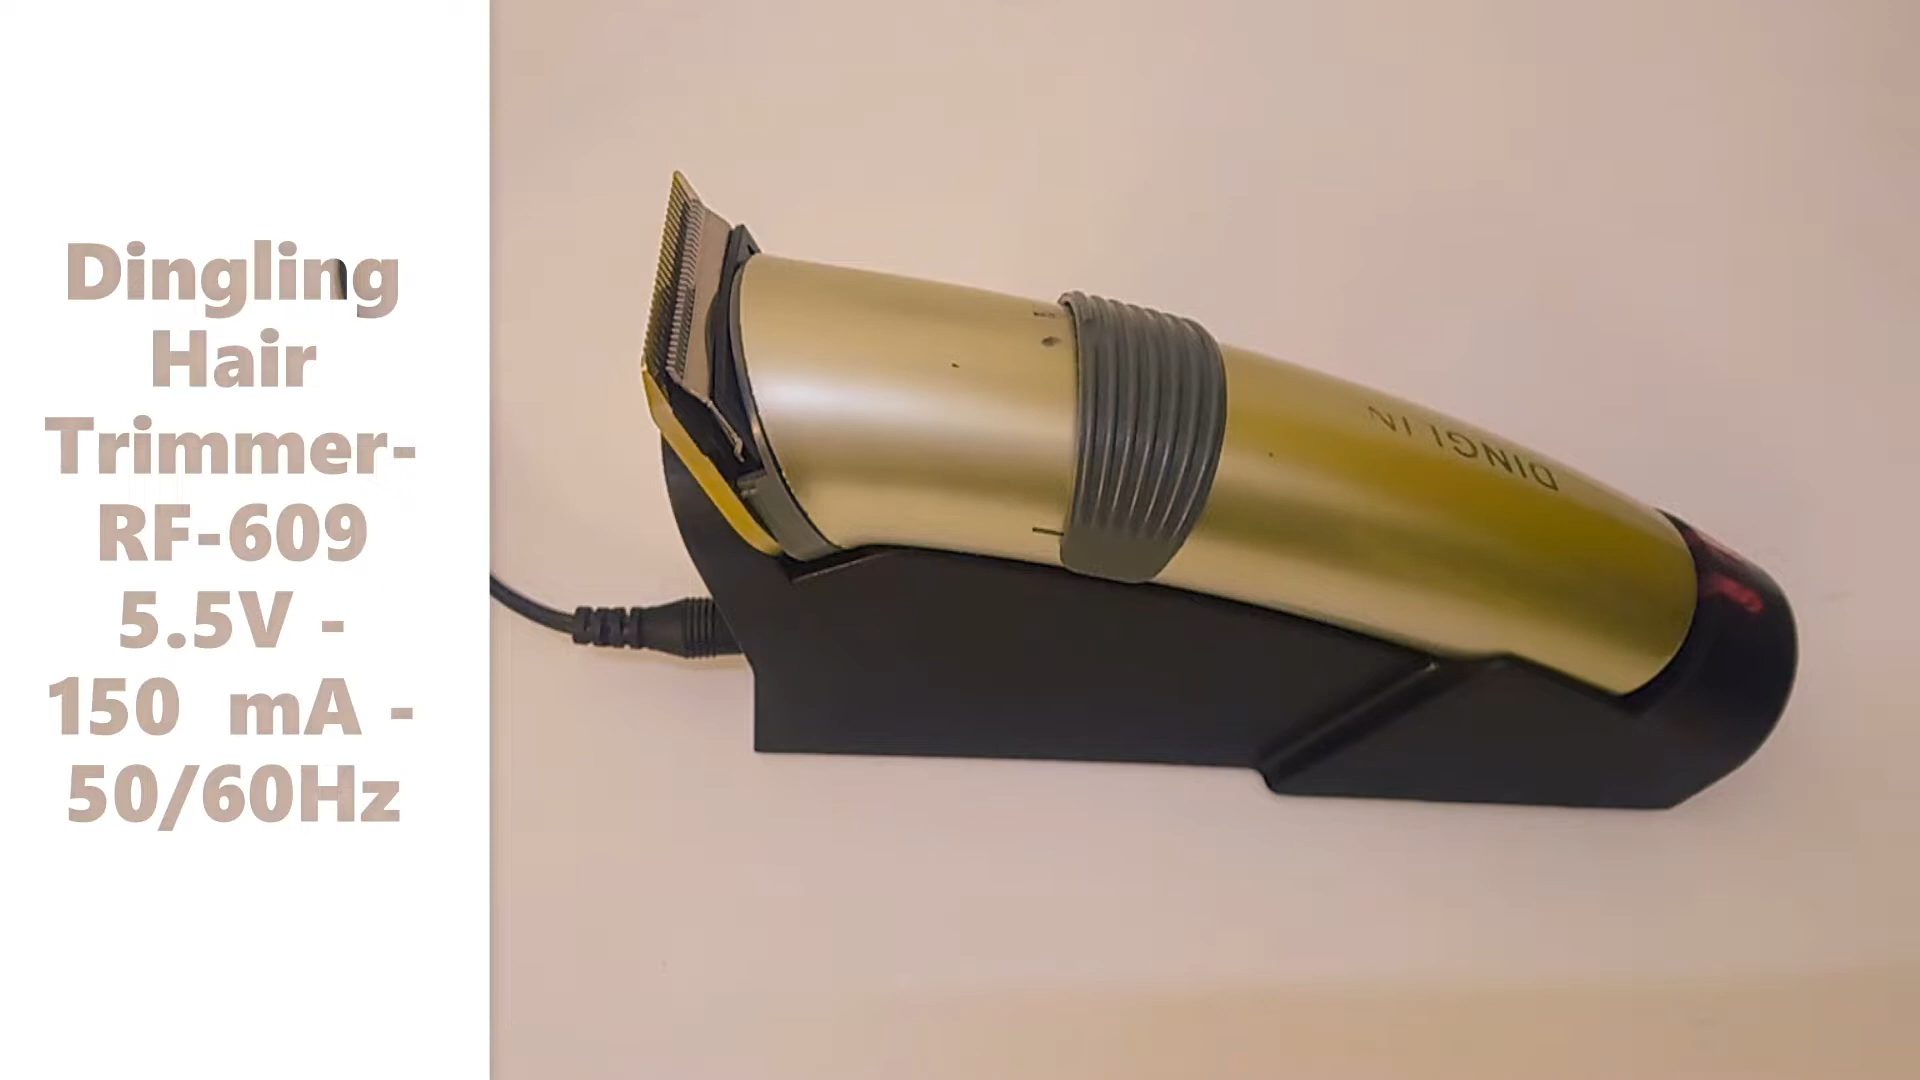 Dingling
Hair
Trimmer-
RF-609
5.5V -
150 mA -
50/60Hz
DINGLIN